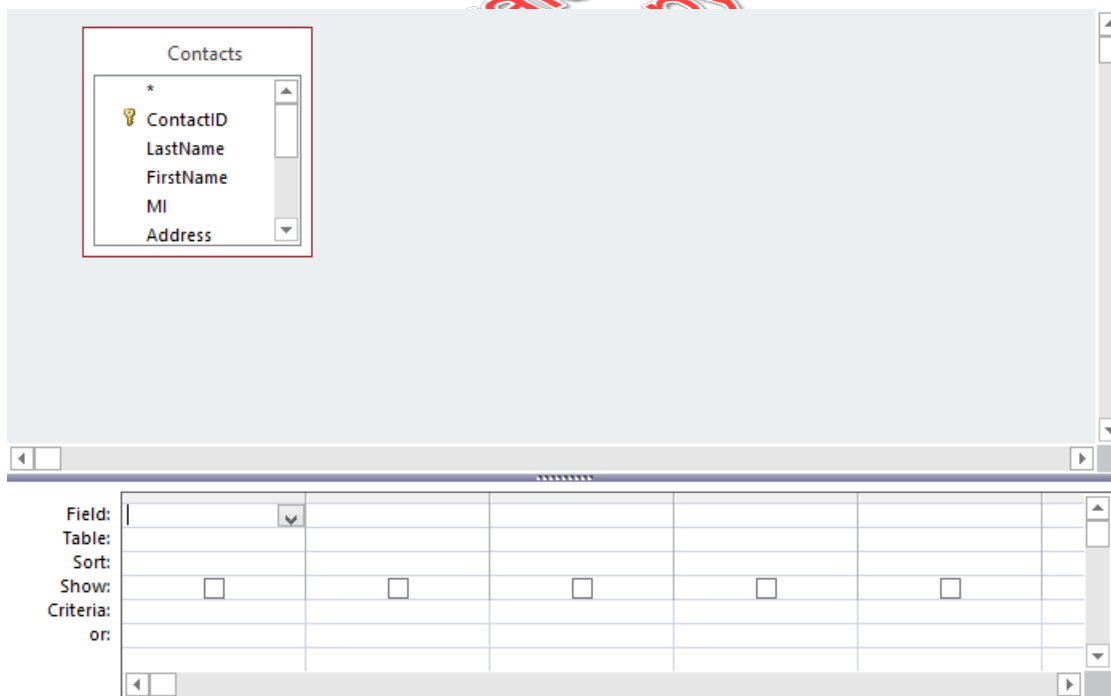 Contacts
*
ContactID
LastName
FirstName
MI
Address
Field:
Table:
Sort:
Show:
Criteria:
or: